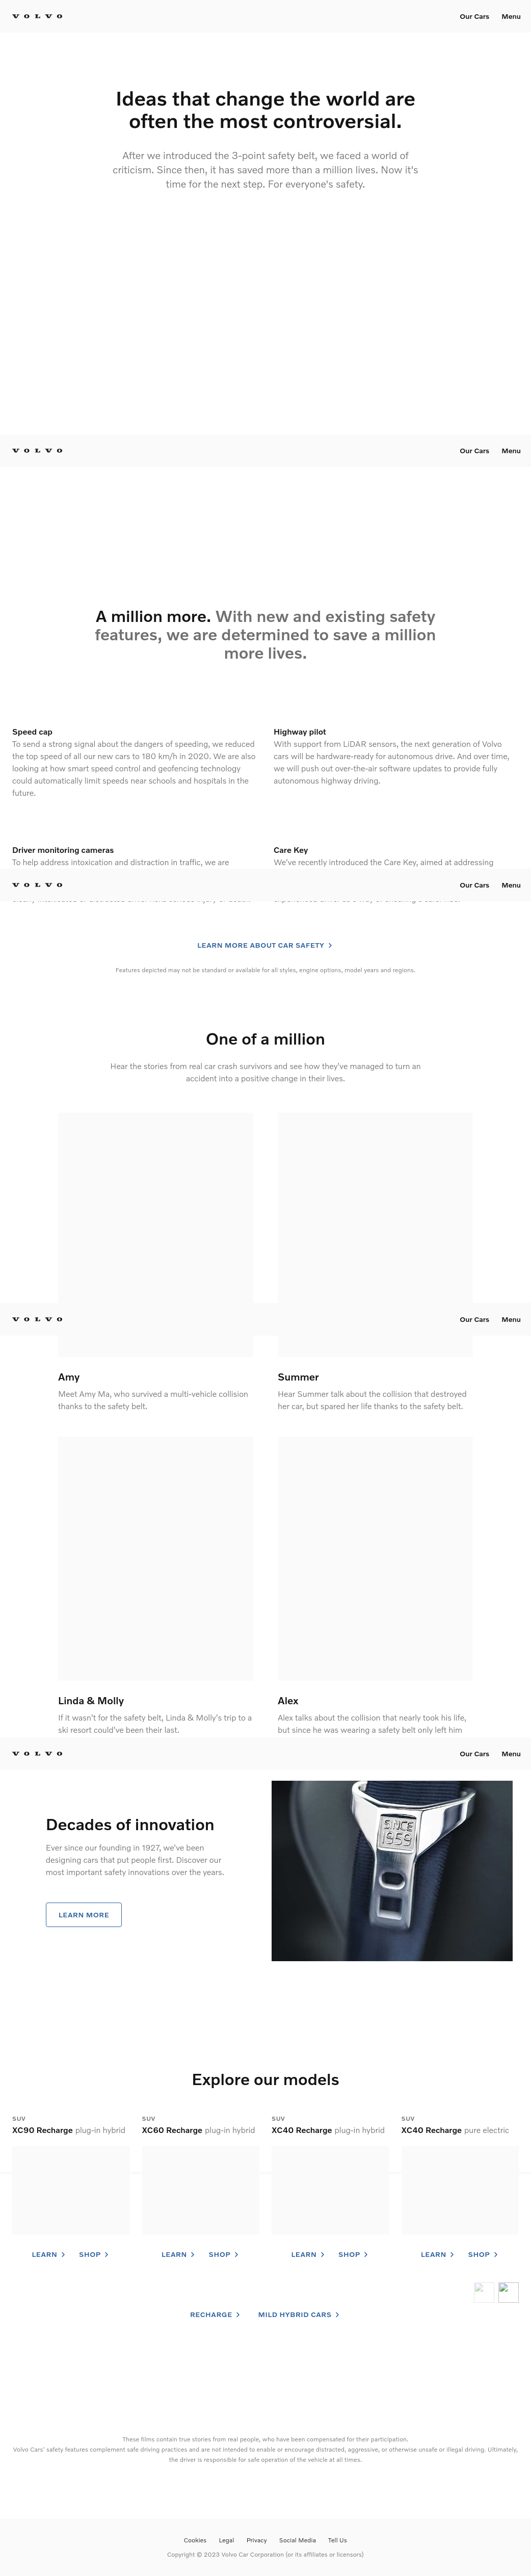 VOLVO
Our Cars Menu
Ideas that change the world are
often the most controversial.
After we introduced the 3-point safety belt, we faced a world of
criticism. Since then, it has saved more than a million lives. Now it's
time for the next step. For everyone's safety.
VOLVO
Our Cars Menu
A million more. With new and existing safety
features, we are determined to save a million
more lives.
Speed cap
To send a strong signal about the dangers of speeding, we reduced
the top speed of all our new cars to 180 km/h in 2020. We are also
looking at how smart speed control and geofencing technology
could automatically limit speeds near schools and hospitals in the
future.
Highway pilot
With support from LiDAR sensors, the next generation of Volvo
cars will be hardware-ready for autonomous drive. And over time,
we will push out over-the-air software updates to provide fully
autonomous highway driving.
Driver monitoring cameras
To help address intoxication and distraction in traffic, we are
Care Key
We've recently introduced the Care Key, aimed at addressing
VOLVO
Our Cars Menu
LEARN MORE ABOUT CAR SAFETY
Features depicted may not be standard or available for all styles, engine options, model years and regions.
One of a million
Hear the stories from real car crash survivors and see how they've managed to turn an
accident into a positive change in their lives.
VOLVO
Our Cars Menu
Amy
Meet Amy Ma, who survived a multi-vehicle collision
thanks to the safety belt.
Summer
Hear Summer talk about the collision that destroyed
her car, but spared her life thanks to the safety belt.
Linda & Molly
If it wasn't for the safety belt, Linda & Molly's trip to a
ski resort could've been their last.
Alex
Alex talks about the collision that nearly took his life,
but since he was wearing a safety belt only left him
VOLVO
Our Cars Menu
Decades of innovation
Ever since our founding in 1927, we've been
designing cars that put people first. Discover our
most important safety innovations over the years.
LEARN MORE
SINCE
1959
Explore our models
SUV
XC90 Recharge plug-in hybrid
LEARN SHOP
SUV
XC60 Recharge plug-in hybrid
LEARN SHOP
SUV
XC40 Recharge plug-in hybrid
LEARN SHOP
SUV
XC40 Recharge pure electric
LEARN SHOP
RECHARGE MILD HYBRID CARS
These films contain true stories from real people, who have been compensated for their participation.
Volvo Cars' safety features complement safe driving practices and are not intended to enable or encourage distracted, aggressive, or otherwise unsafe or illegal driving. Ultimately,
the driver is responsible for safe operation of the vehicle at all times.
Cookies Legal Privacy Social Media Tell Us
Copyright © 2023 Volvo Car Corporation (or its affiliates or licensors)